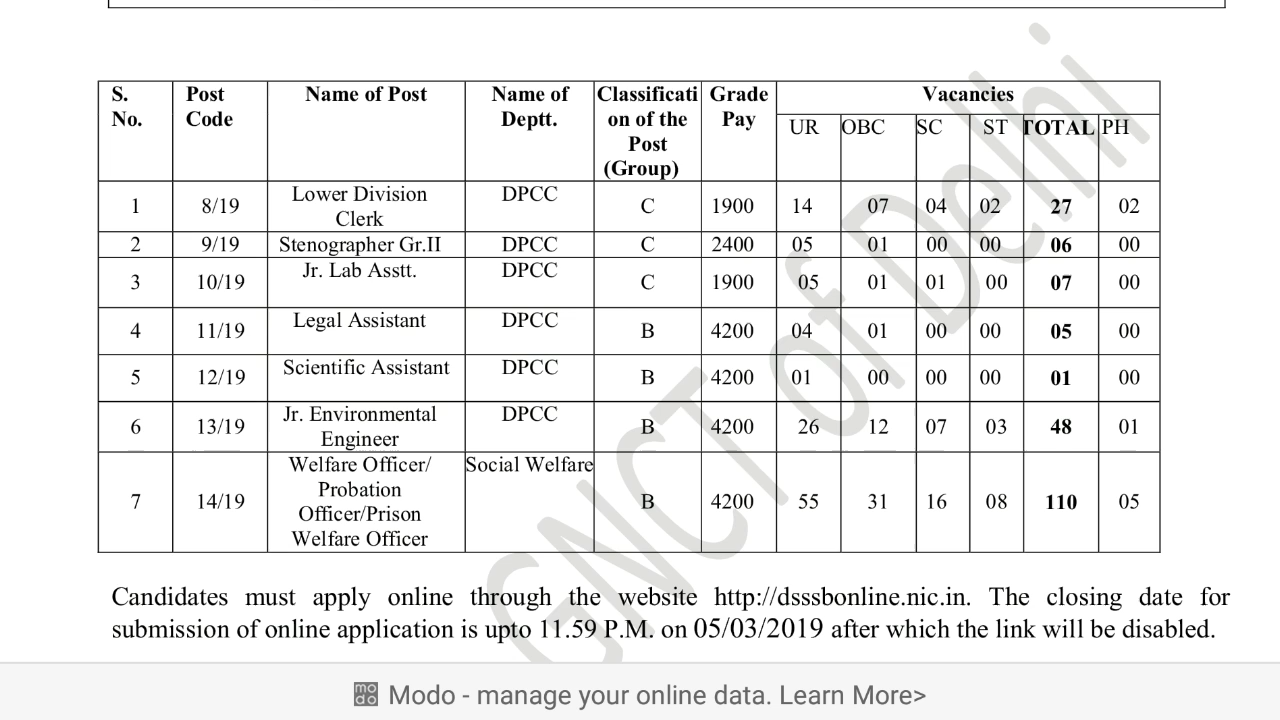 S. No. Post Code Name of Post Name of Deptt. Classificati on of the Post (Group) Grade Pay Vacancies
UR OBC SC ST TOTAL PH
1 8/19 Lower Division Clerk DPCC C 1900 14 07 04 02 27 02
2 9/19 Stenographer Gr.II DPCC C 2400 05 01 00 00 06 00
3 10/19 Jr. Lab Asstt. DPCC C 1900 05 01 01 00 07 00
4 11/19 Legal Assistant DPCC B 4200 04 01 00 00 05 00
5 12/19 Scientific Assistant DPCC B 4200 01 00 00 00 01 00
6 13/19 Jr. Environmental Engineer DPCC B 4200 26 12 07 03 48 01
7 14/19 Welfare Officer/ Probation Officer/Prison Welfare Officer Social Welfare B 4200 55 31 16 08 110 05
GNCT of Delhi
Candidates must apply online through the website http://dsssbonline.nic.in. The closing date for
submission of online application is upto 11.59 P.M. on 05/03/2019 after which the link will be disabled.
mo
do
Modo - manage your online data. Learn More>